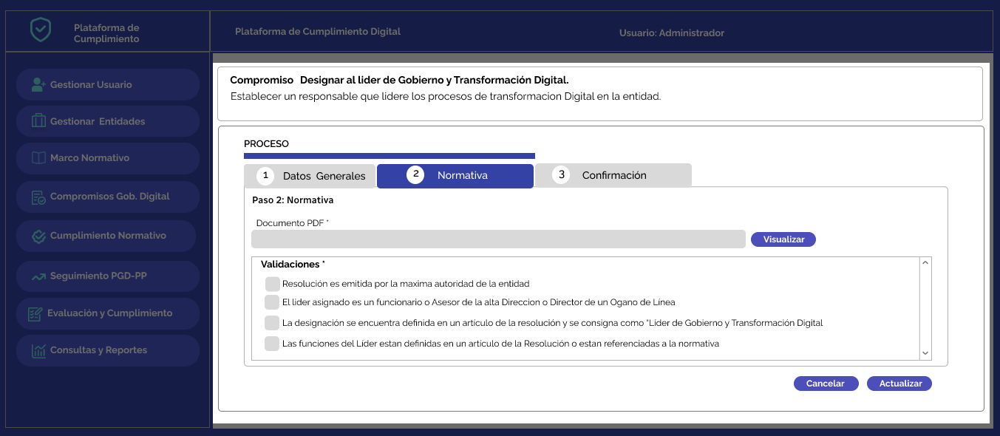 Plataforma de
Cumplimiento
Plataforma de Cumplimiento Digital
Usuario: Administrador
Gestionar Usuario
Gestionar Entidades
Marco Normativo
Compromisos Gob. Digital
Cumplimiento Normativo
Seguimiento PGD-PP
Evaluación y Cumplimiento
Consultas y Reportes
Compromiso Designar al lider de Gobierno y Transformación Digital.
Establecer un responsable que lidere los procesos de transformacion Digital en la entidad.
PROCESO
1 Datos Generales
2 Normativa
3 Confirmación
Paso 2: Normativa
Documento PDF *
Visualizar
Validaciones *
Resolución es emitida por la maxima autoridad de la entidad
El lider asignado es un funcionario o Asesor de la alta Direccion o Director de un Ogano de Línea
La designación se encuentra definida en un artículo de la resolución y se consigna como "Líder de Gobierno y Transformación Digital
Las funciones del Líder estan definidas en un artículo de la Resolución o estan referenciadas a la normativa
Cancelar
Actualizar